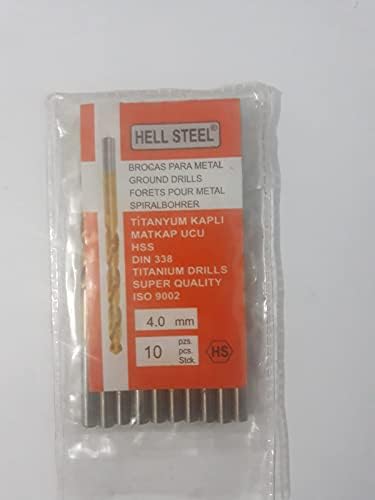 HELL STEEL®
BROCAS PARA METAL
GROUND DRILLS
FORETS POUR METAL
SPIRALBOHRER
TİTANYUM KAPLI
MATKAP UCU
HSS
DIN 338
TITANIUM DRILLS
SUPER QUALITY
ISO 9002
4.0 mm
10 pzs.
pcs.
Stck.
HS